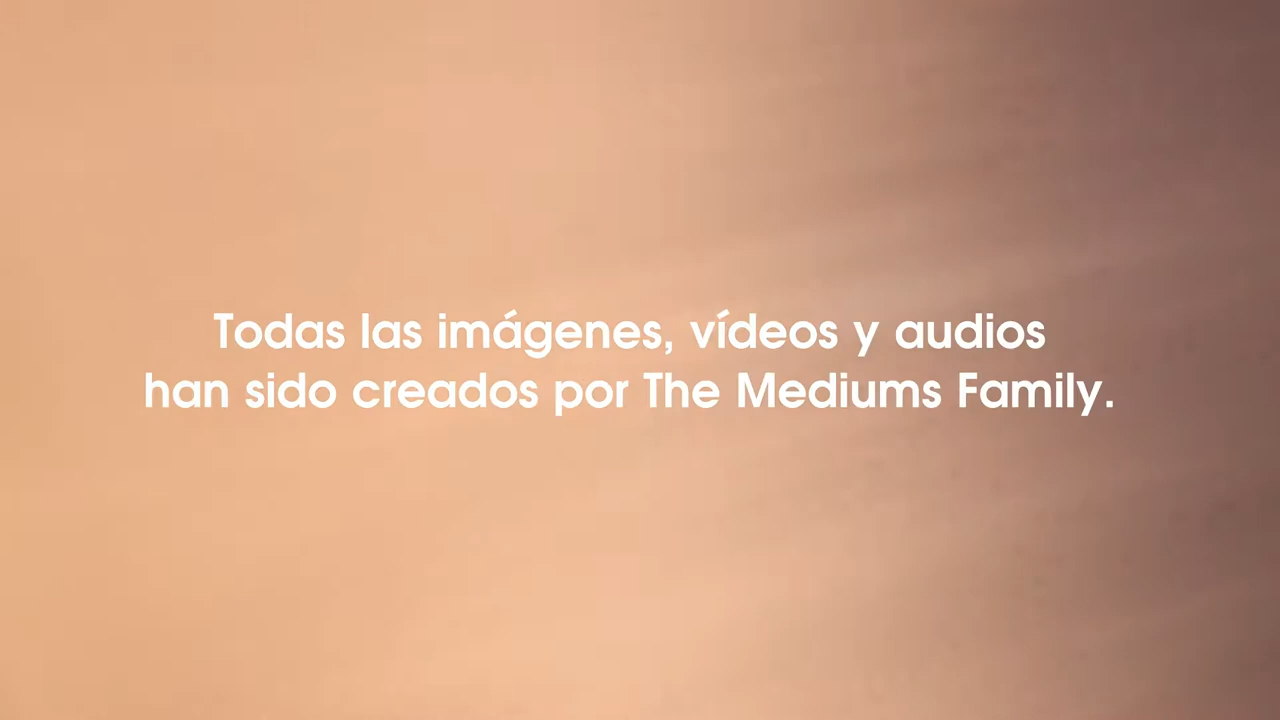 Todas las imágenes, vídeos y audios
han sido creados por The Mediums Family.